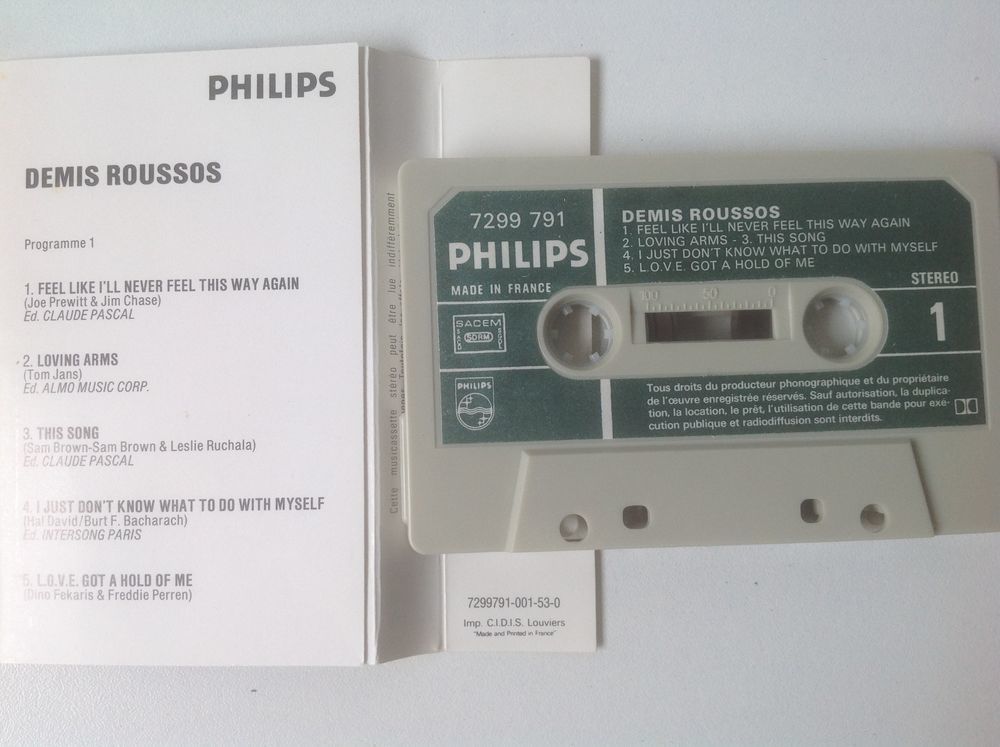 PHILIPS
DEMIS ROUSSOS
Programme 1
1. FEEL LIKE I'LL NEVER FEEL THIS WAY AGAIN
(Joe Prewitt & Jim Chase)
Ed. CLAUDE PASCAL
2. LOVING ARMS
(Tom Jans)
Ed. ALMO MUSIC CORP.
3. THIS SONG
(Sam Brown-Sam Brown & Leslie Ruchala)
Ed. CLAUDE PASCAL
4. I JUST DON'T KNOW WHAT TO DO WITH MYSELF
(Hal David/Burt F. Bacharach)
Ed. INTERSONG PARIS
5. L.O.V.E. GOT A HOLD OF ME
(Dino Fekaris & Freddie Perren)
Cette musicassette stéréo peut être lue indifféremment
7299791-001-53-0
Imp. C.I.D.I.S. Louviers
"Made and Printed in France"
7299 791
PHILIPS
MADE IN FRANCE
DEMIS ROUSSOS
1. FEEL LIKE I'LL NEVER FEEL THIS WAY AGAIN
2. LOVING ARMS - 3. THIS SONG
4. I JUST DON'T KNOW WHAT TO DO WITH MYSELF
5. L.O.V.E. GOT A HOLD OF ME
STEREO
1
100 50 0
SACEM
SDRM
PHILIPS
Tous droits du producteur phonographique et du propriétaire
de l'œuvre enregistrée réservés. Sauf autorisation, la duplica-
tion, la location, le prêt, l'utilisation de cette bande pour exé-
cution publique et radiodiffusion sont interdits.